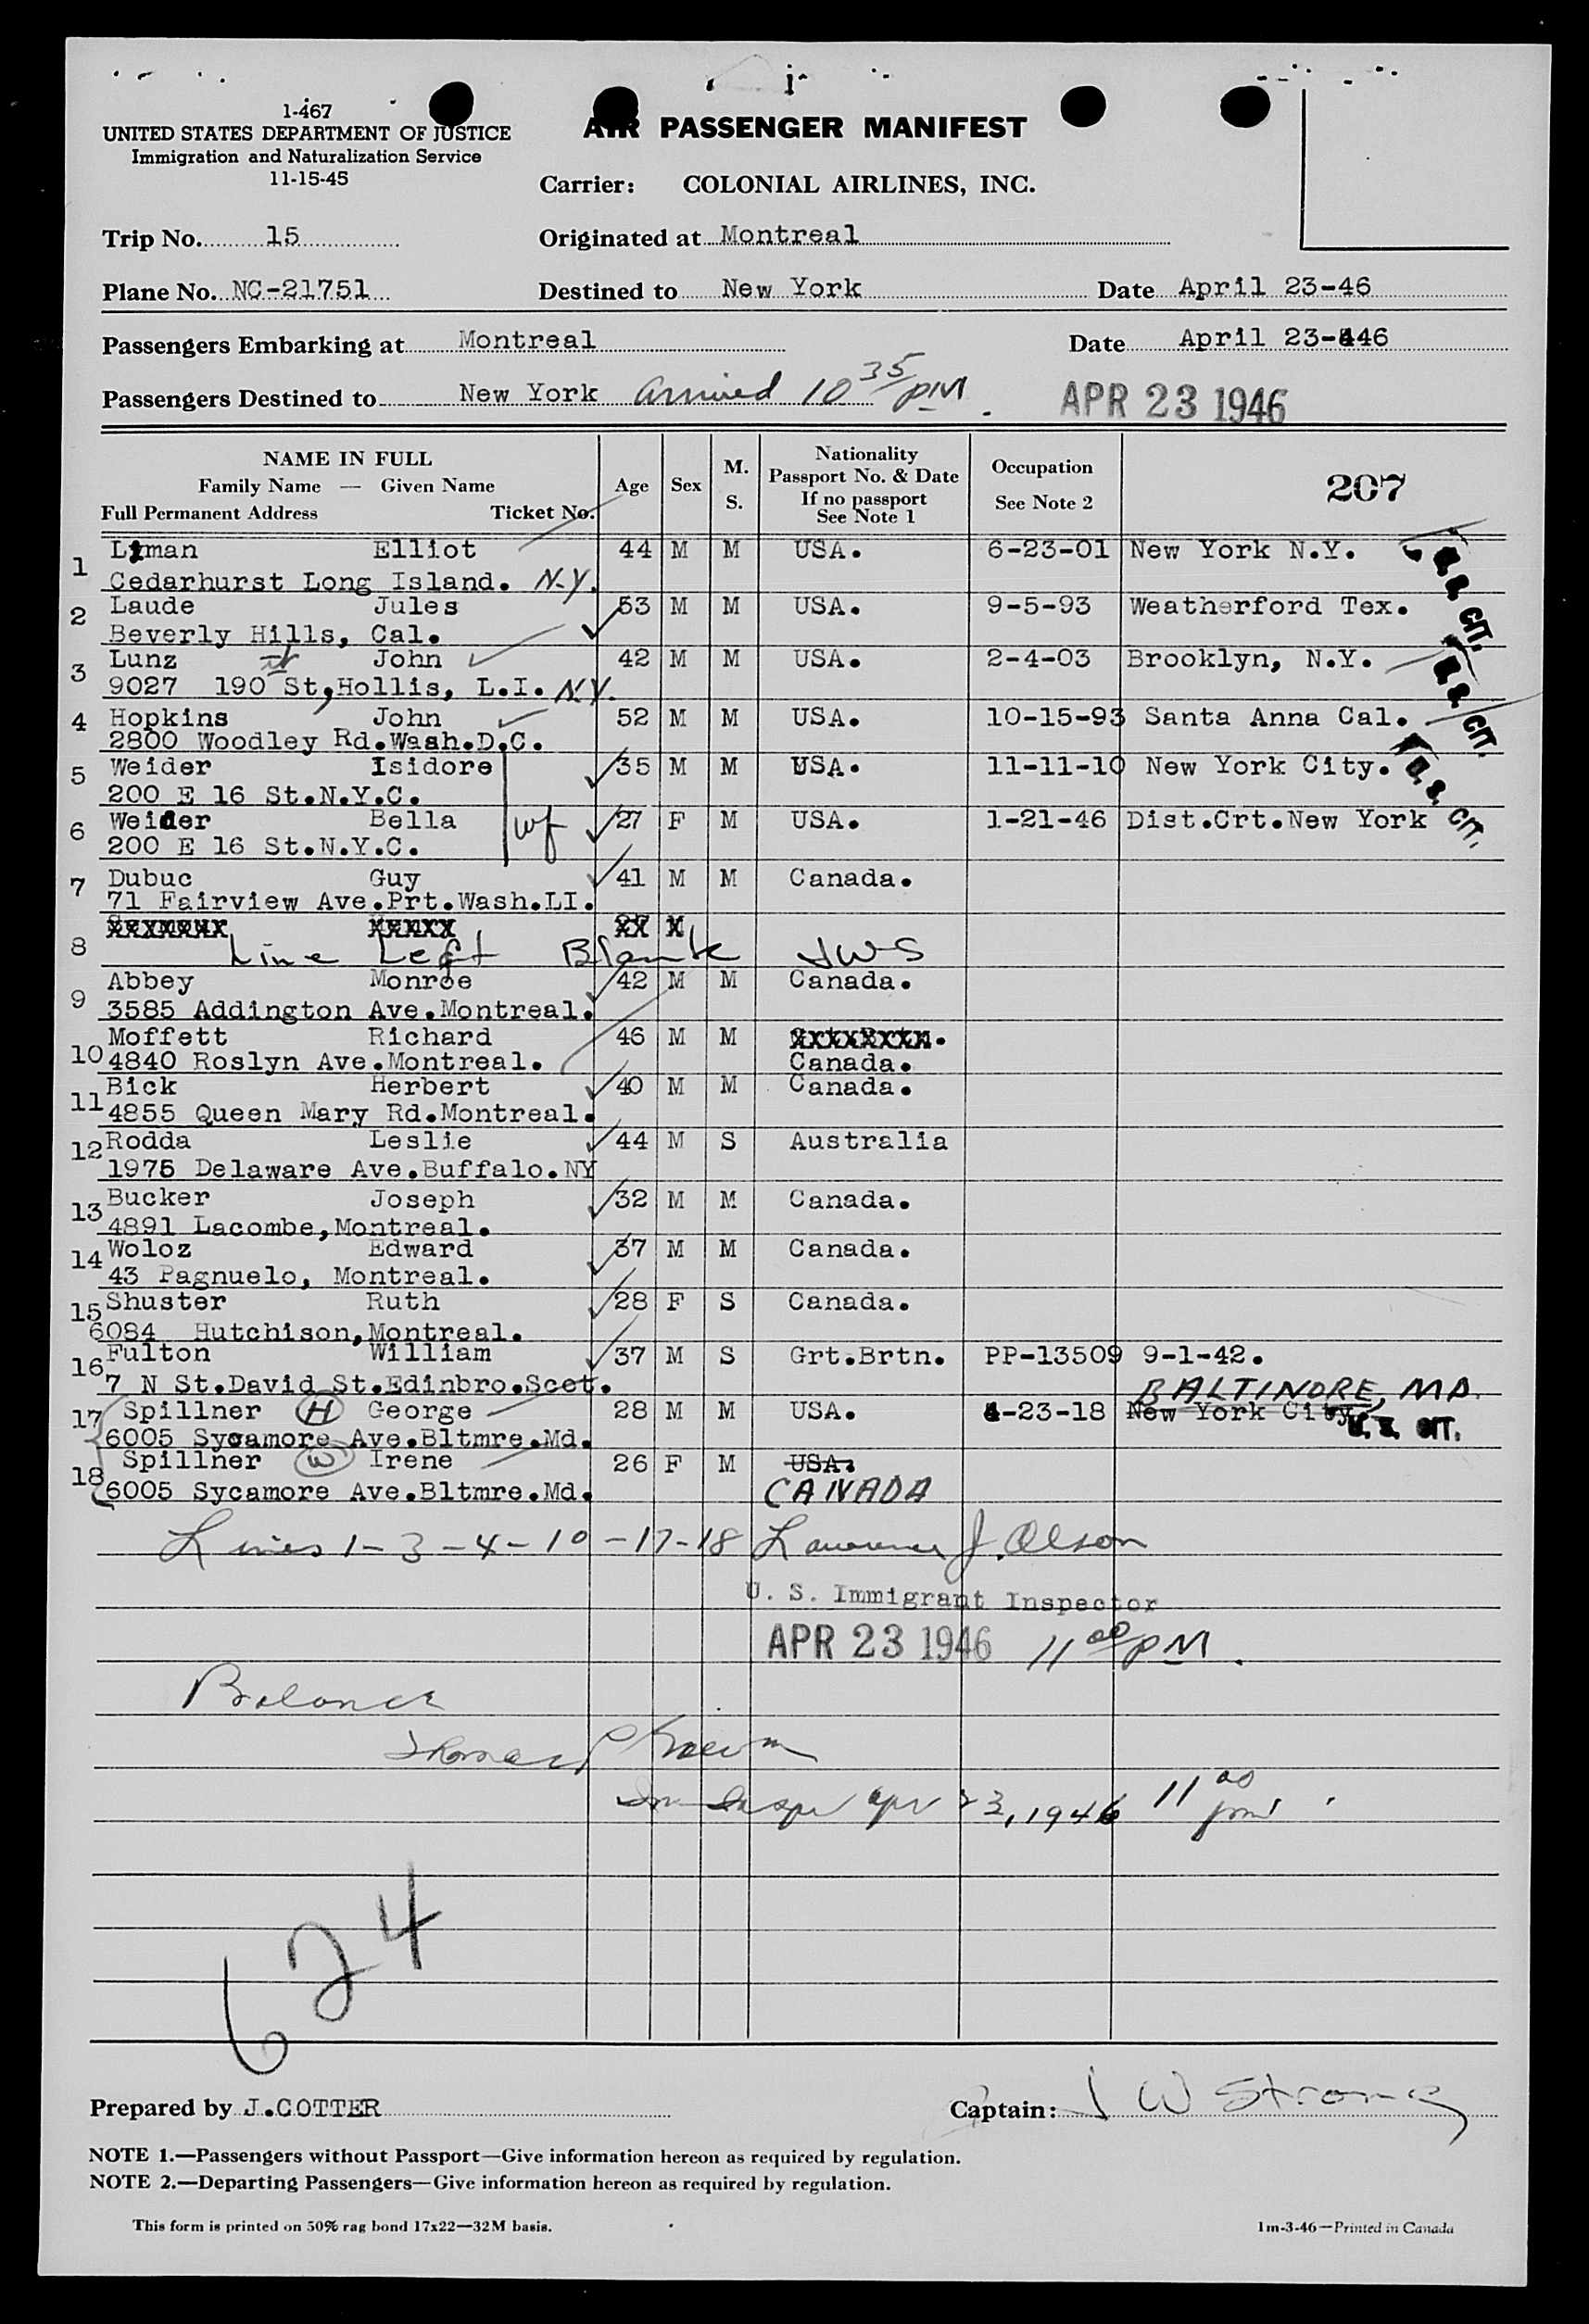 1-467
UNITED STATES DEPARTMENT OF JUSTICE
Immigration and Naturalization Service
11-15-45
AIR PASSENGER MANIFEST
Carrier: COLONIAL AIRLINES, INC.
Trip No. 15 Originated at Montreal
Plane No. NC-21751 Destined to New York Date April 23-46
Passengers Embarking at Montreal Date April 23-446
Passengers Destined to New York arrived 10 35 PM. APR 23 1946
NAME IN FULL
Family Name — Given Name
Full Permanent Address Ticket No.
Age Sex M. S.
Nationality
Passport No. & Date
If no passport
See Note 1
Occupation
See Note 2
207
1 Lyman Elliot 44 M M USA. 6-23-01 New York N.Y.
Cedarhurst Long Island. N.Y.
U. S. CIT.
2 Laude Jules 53 M M USA. 9-5-93 Weatherford Tex.
Beverly Hills, Cal.
3 Lunz John 42 M M USA. 2-4-03 Brooklyn, N.Y.
9027 190 St, Hollis, L.I. N.Y.
U. S. CIT.
4 Hopkins John 52 M M USA. 10-15-93 Santa Anna Cal.
2800 Woodley Rd.Wash.D.C.
5 Weider Isidore 35 M M USA. 11-11-10 New York City.
200 E 16 St.N.Y.C.
U. S. CIT.
6 Weider Bella wf 27 F M USA. 1-21-46 Dist.Crt.New York
200 E 16 St.N.Y.C.
7 Dubuc Guy 41 M M Canada.
71 Fairview Ave.Prt.Wash.LI.
8 Line Left Blank JWS
9 Abbey Monroe 42 M M Canada.
3585 Addington Ave.Montreal.
10 Moffett Richard 46 M M
4840 Roslyn Ave.Montreal. Canada.
11 Bick Herbert 40 M M Canada.
4855 Queen Mary Rd.Montreal.
12 Rodda Leslie 44 M S Australia
1975 Delaware Ave.Buffalo.NY
13 Bucker Joseph 32 M M Canada.
4891 Lacombe,Montreal.
14 Woloz Edward 37 M M Canada.
43 Pagnuelo, Montreal.
15 Shuster Ruth 28 F S Canada.
6084 Hutchison,Montreal.
16 Fulton William 37 M S Grt.Brtn. PP-13509 9-1-42.
7 N St.David St.Edinbro.Scot.
BALTIMORE, MD.
17 Spillner H George 28 M M USA. 4-23-18 New York City
6005 Sycamore Ave.Bltmre.Md. U. S. CIT.
18 Spillner W Irene 26 F M USA.
6005 Sycamore Ave.Bltmre.Md. CANADA
Lines 1-3-4-10-17-18 Lawrence J. Olson
U. S. Immigrant Inspector
APR 23 1946 11 00 PM.
Balance
Thomas P
Im Insp Apr 23, 1946 11 00 pm
624
Prepared by J.COTTER Captain: J W Strong
NOTE 1.—Passengers without Passport—Give information hereon as required by regulation.
NOTE 2.—Departing Passengers—Give information hereon as required by regulation.
This form is printed on 50% rag bond 17x22—32M basis. 1m-3-46—Printed in Canada